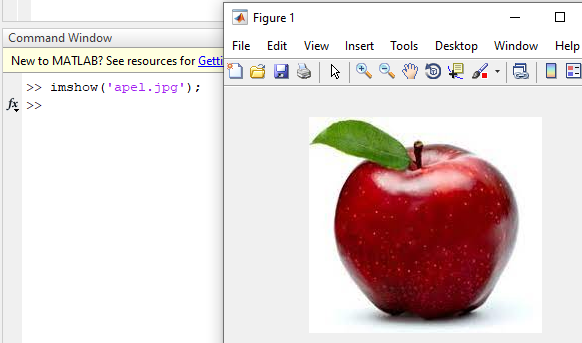 Command Window
New to MATLAB? See resources for Getti
>> imshow('apel.jpg');
fx >>
Figure 1
File Edit View Insert Tools Desktop Window Help